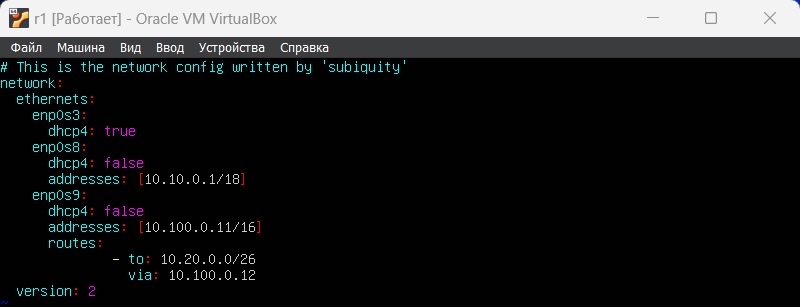 r1 [Работает] - Oracle VM VirtualBox
Файл Машина Вид Ввод Устройства Справка
# This is the network config written by 'subiquity'
network:
  ethernets:
    enp0s3:
      dhcp4: true
    enp0s8:
      dhcp4: false
      addresses: [10.10.0.1/18]
    enp0s9:
      dhcp4: false
      addresses: [10.100.0.11/16]
      routes:
              - to: 10.20.0.0/26
                via: 10.100.0.12
  version: 2
~